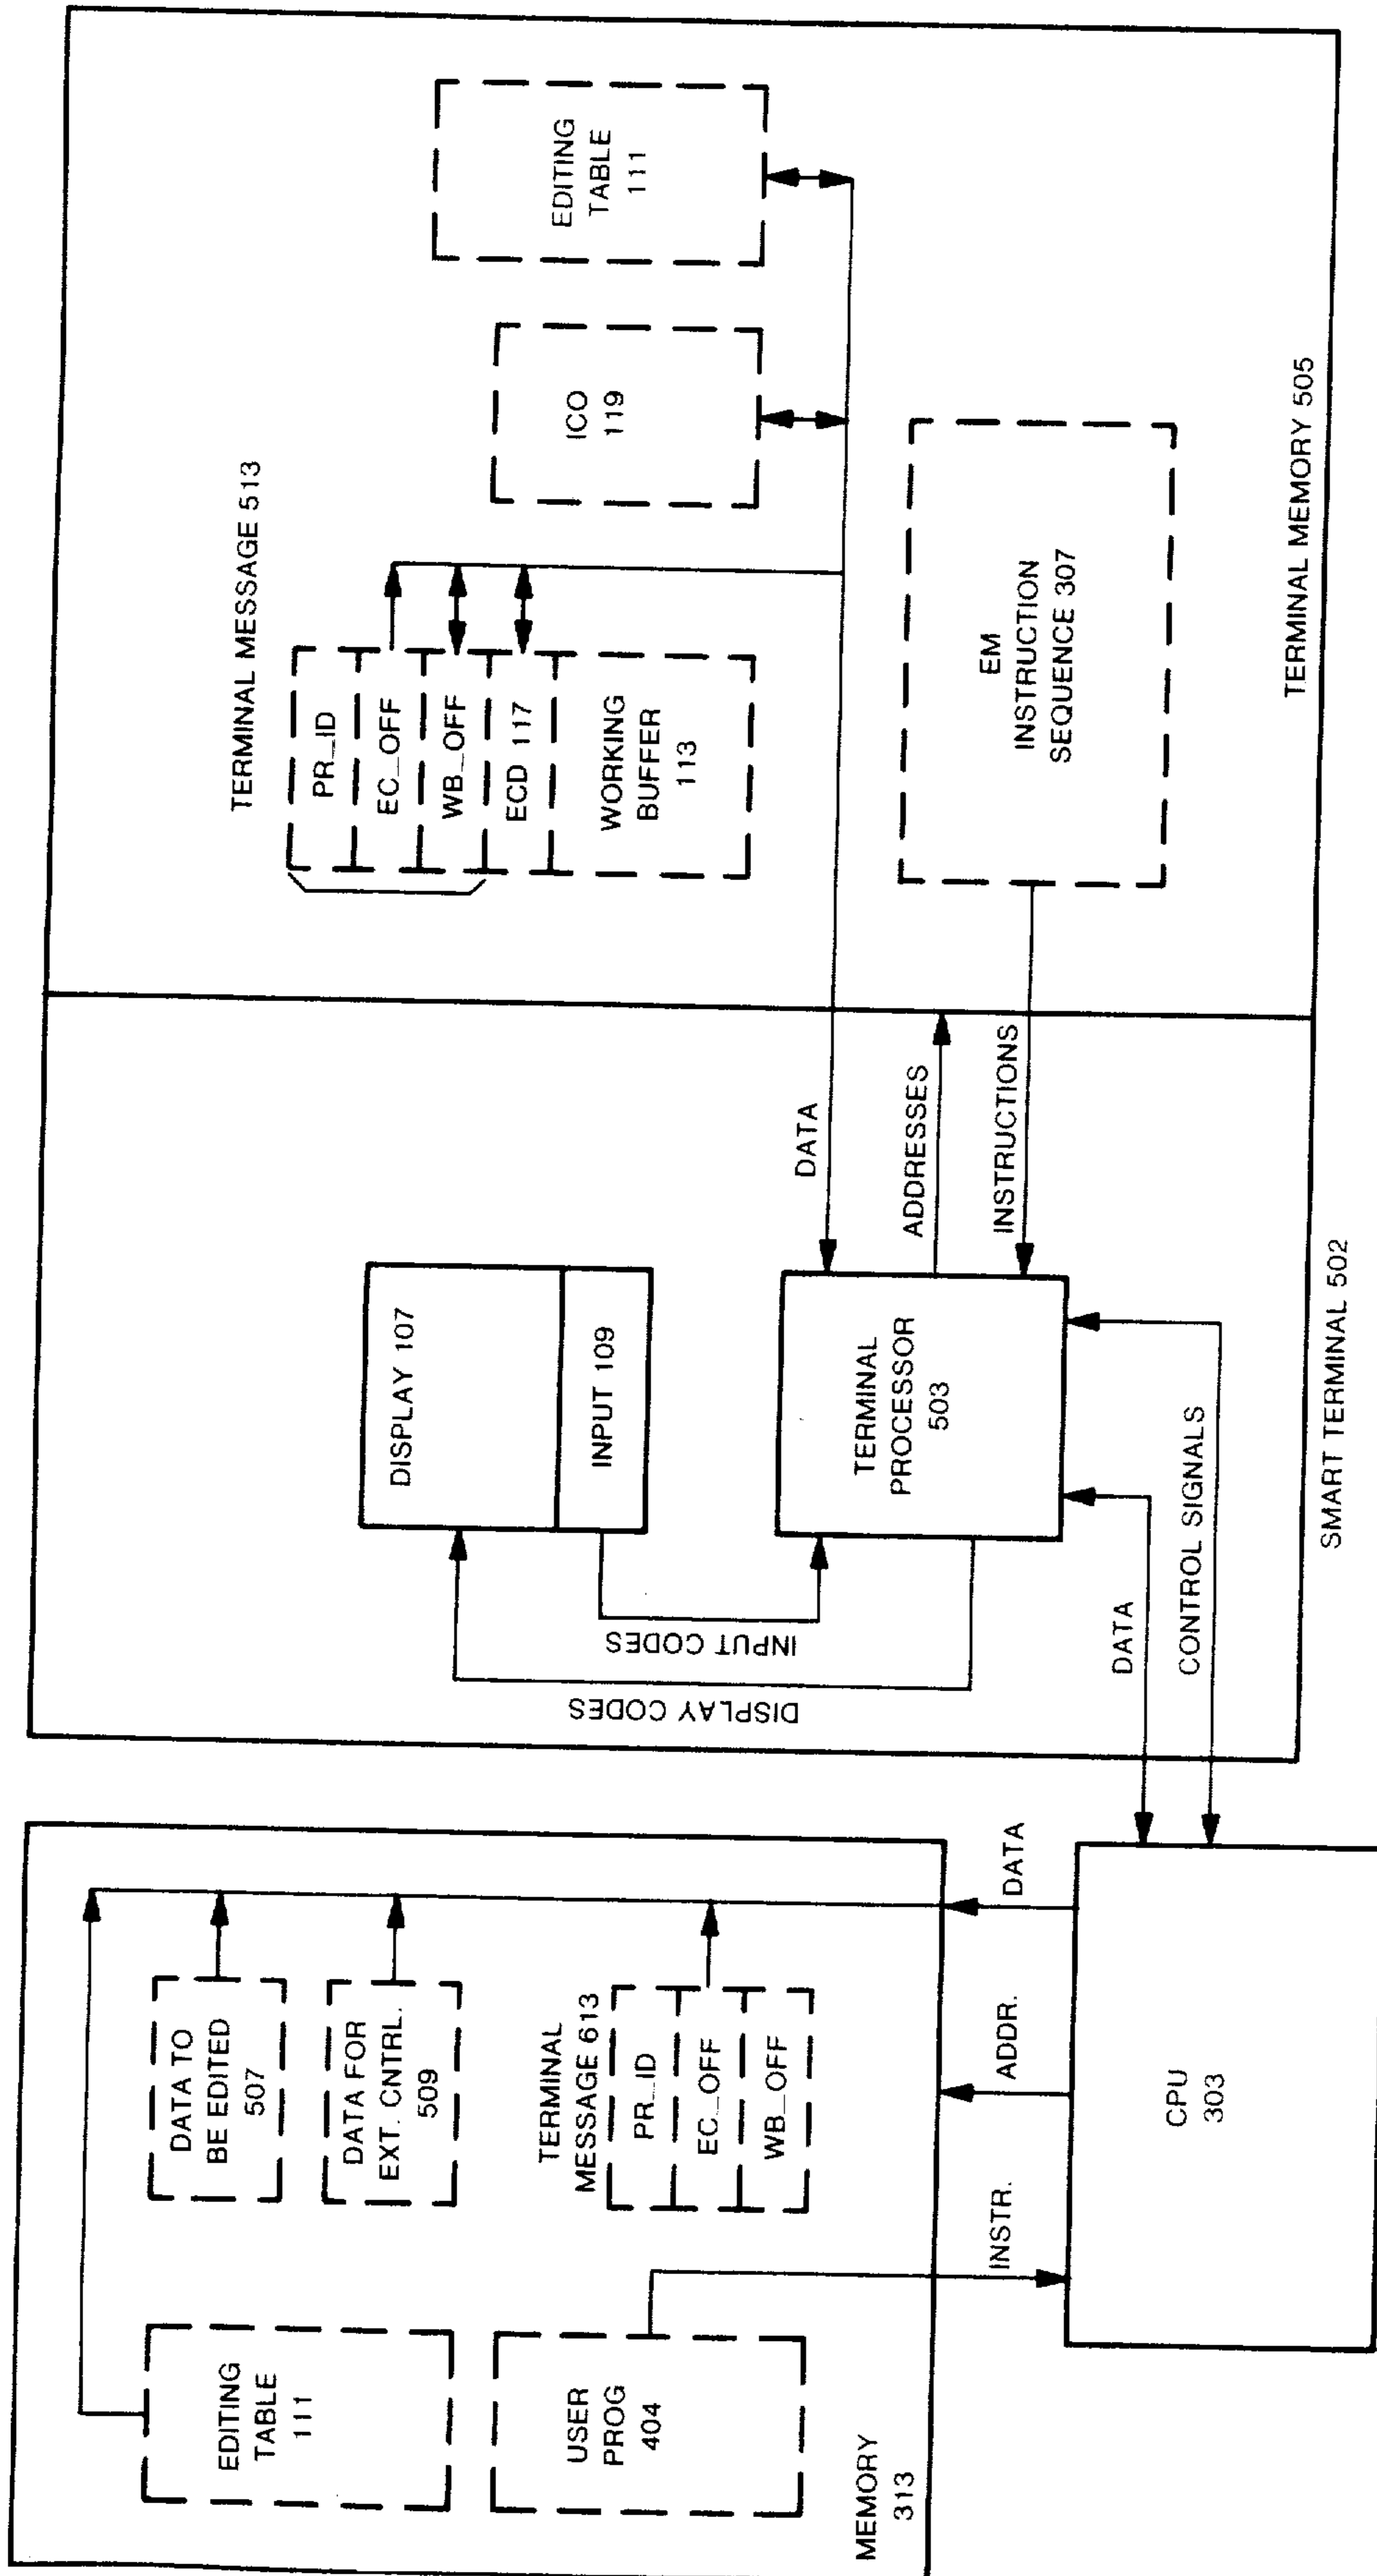 EDITING
TABLE
111
USER
PROG
404
MEMORY
313
DATA TO
BE EDITED
507
DATA FOR
EXT. CNTRL.
509
TERMINAL
MESSAGE 613
PR_ID
EC_OFF
WB_OFF
INSTR.
ADDR.
DATA
CPU
303
DISPLAY CODES
INPUT CODES
DISPLAY 107
INPUT 109
TERMINAL
PROCESSOR
503
DATA
CONTROL SIGNALS
DATA
ADDRESSES
INSTRUCTIONS
SMART TERMINAL 502
TERMINAL MESSAGE 513
PR_ID
EC_OFF
WB_OFF
ECD 117
WORKING
BUFFER
113
ICO
119
EDITING
TABLE
111
EM
INSTRUCTION
SEQUENCE 307
TERMINAL MEMORY 505